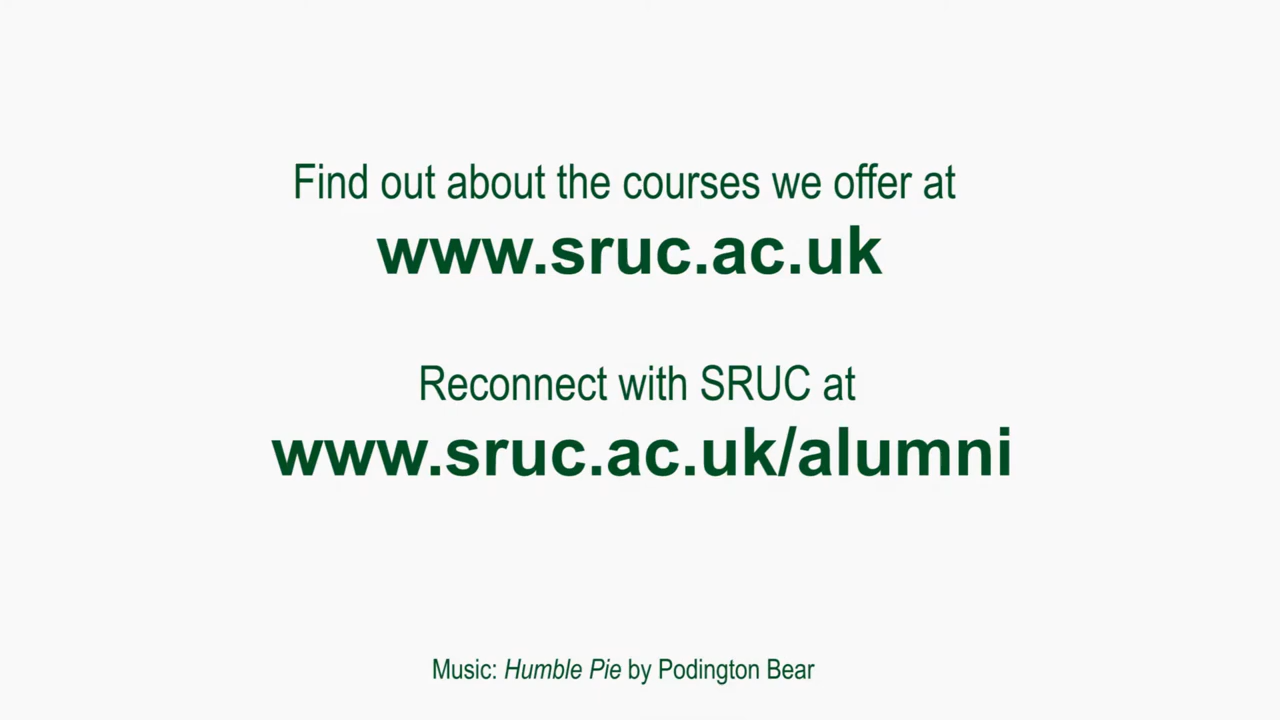 Find out about the courses we offer at
www.sruc.ac.uk
Reconnect with SRUC at
www.sruc.ac.uk/alumni
Music: Humble Pie by Podington Bear